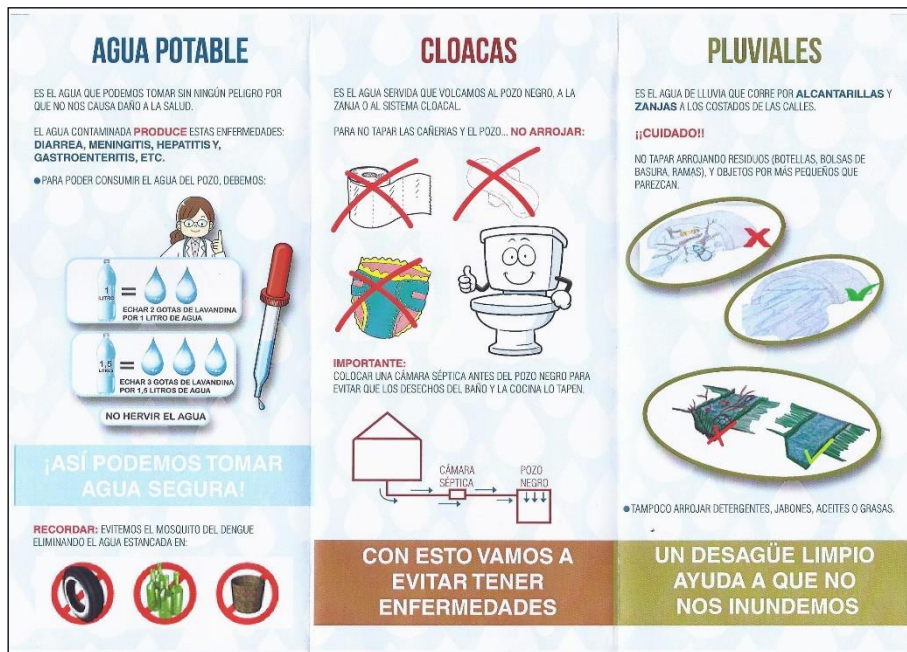 AGUA POTABLE
ES EL AGUA QUE PODEMOS TOMAR SIN NINGÚN PELIGRO POR
QUE NO NOS CAUSA DAÑO A LA SALUD.
EL AGUA CONTAMINADA PRODUCE ESTAS ENFERMEDADES:
DIARREA, MENINGITIS, HEPATITIS Y,
GASTROENTERITIS, ETC.
●PARA PODER CONSUMIR EL AGUA DEL POZO, DEBEMOS:
1
LITRO
=
ECHAR 2 GOTAS DE LAVANDINA
POR 1 LITRO DE AGUA
1,5
LITROS
=
ECHAR 3 GOTAS DE LAVANDINA
POR 1,5 LITROS DE AGUA
NO HERVIR EL AGUA
¡ASÍ PODEMOS TOMAR
AGUA SEGURA!
RECORDAR: EVITEMOS EL MOSQUITO DEL DENGUE
ELIMINANDO EL AGUA ESTANCADA EN:
CLOACAS
ES EL AGUA SERVIDA QUE VOLCAMOS AL POZO NEGRO, A LA
ZANJA O AL SISTEMA CLOACAL.
PARA NO TAPAR LAS CAÑERIAS Y EL POZO... NO ARROJAR:
IMPORTANTE:
COLOCAR UNA CÁMARA SÉPTICA ANTES DEL POZO NEGRO PARA
EVITAR QUE LOS DESECHOS DEL BAÑO Y LA COCINA LO TAPEN.
CÁMARA
SÉPTICA
POZO
NEGRO
CON ESTO VAMOS A
EVITAR TENER
ENFERMEDADES
PLUVIALES
ES EL AGUA DE LLUVIA QUE CORRE POR ALCANTARILLAS Y
ZANJAS A LOS COSTADOS DE LAS CALLES.
¡¡CUIDADO!!
NO TAPAR ARROJANDO RESIDUOS (BOTELLAS, BOLSAS DE
BASURA, RAMAS), Y OBJETOS POR MÁS PEQUEÑOS QUE
PAREZCAN.
●TAMPOCO ARROJAR DETERGENTES, JABONES, ACEITES O GRASAS.
UN DESAGÜE LIMPIO
AYUDA A QUE NO
NOS INUNDEMOS